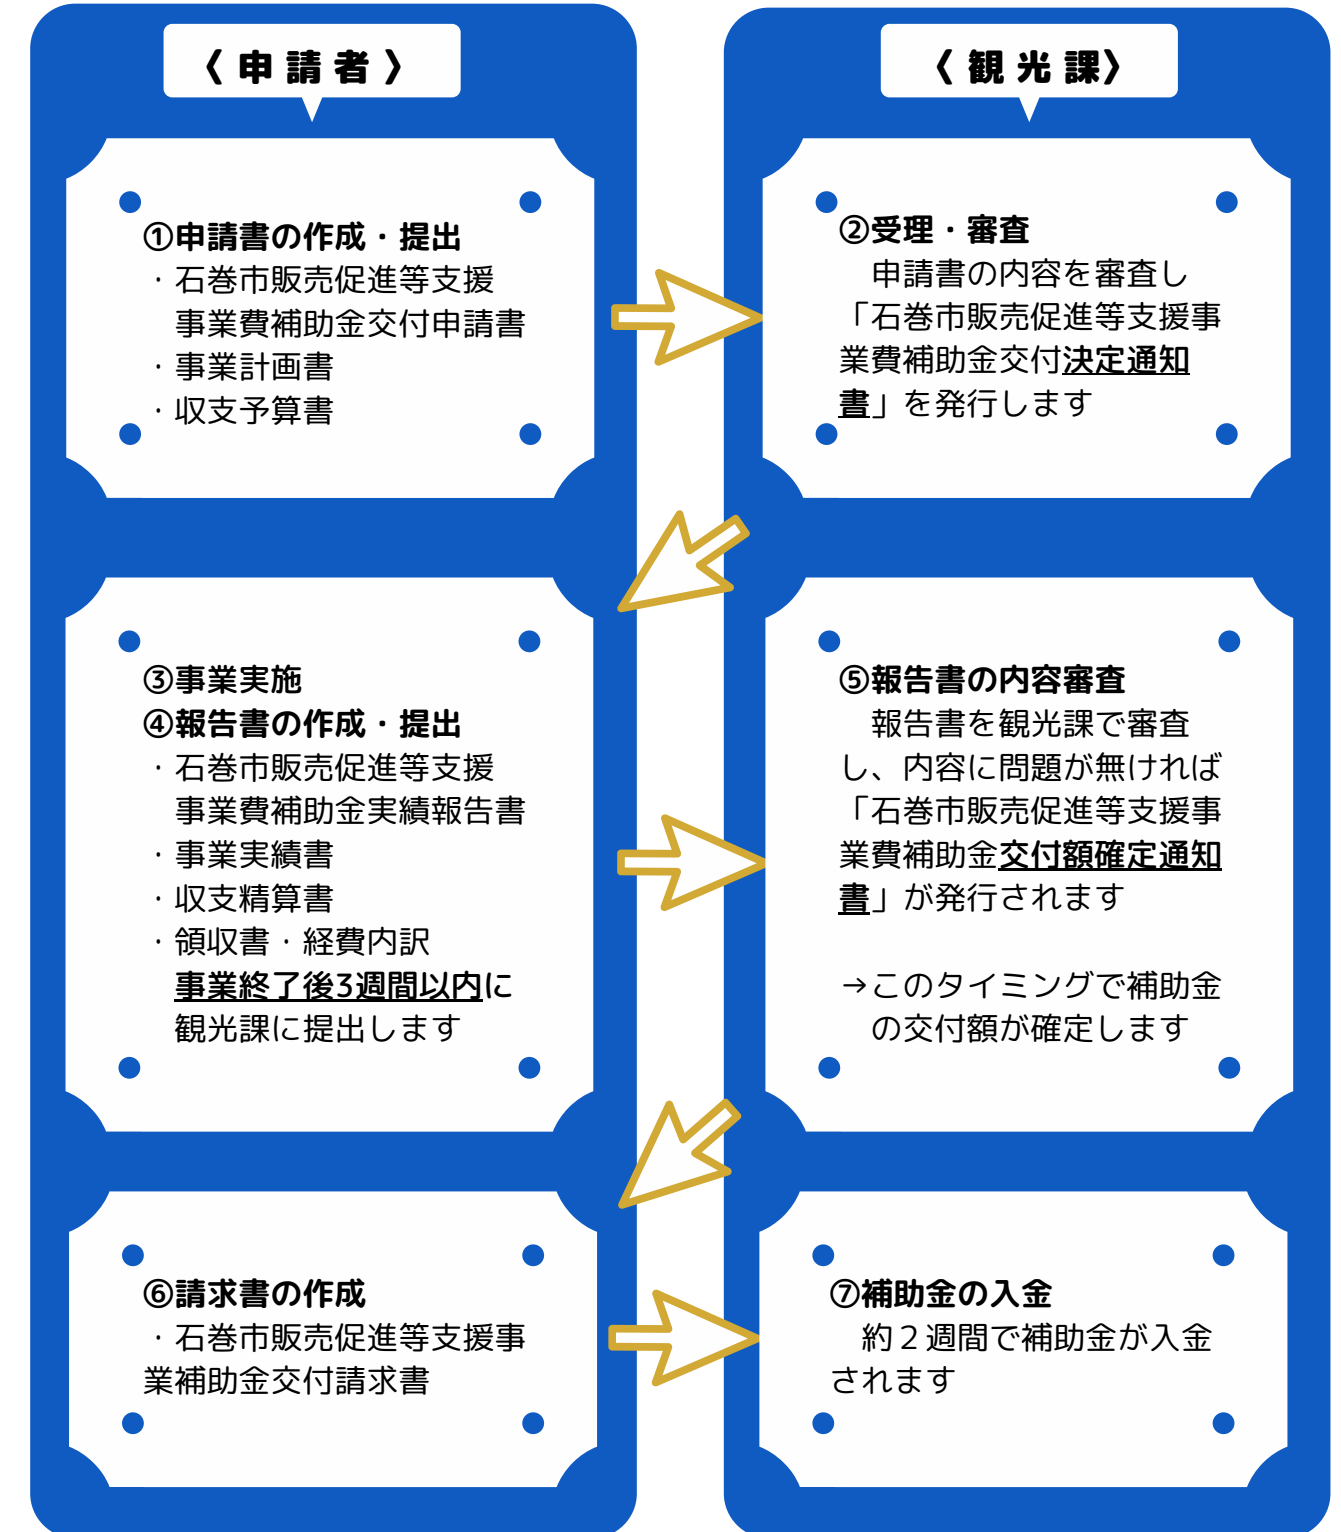 〈 申 請 者 〉
①申請書の作成・提出
・石巻市販売促進等支援
事業費補助金交付申請書
・事業計画書
・収支予算書
〈 観 光 課〉
②受理・審査
申請書の内容を審査し
「石巻市販売促進等支援事
業費補助金交付決定通知
書」を発行します
③事業実施
④報告書の作成・提出
・石巻市販売促進等支援
事業費補助金実績報告書
・事業実績書
・収支精算書
・領収書・経費内訳
事業終了後3週間以内に
観光課に提出します
⑤報告書の内容審査
報告書を観光課で審査
し、内容に問題が無ければ
「石巻市販売促進等支援事
業費補助金交付額確定通知
書」が発行されます
→このタイミングで補助金
の交付額が確定します
⑥請求書の作成
・石巻市販売促進等支援事
業補助金交付請求書
⑦補助金の入金
約２週間で補助金が入金
されます